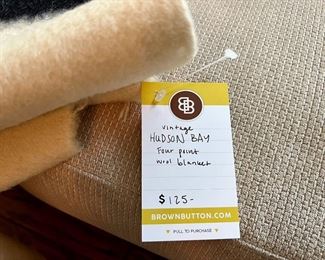 BB
vintage
HUDSON BAY
Four point
wool blanket
$125-
BROWNBUTTON.COM
▼ PULL TO PURCHASE ▼